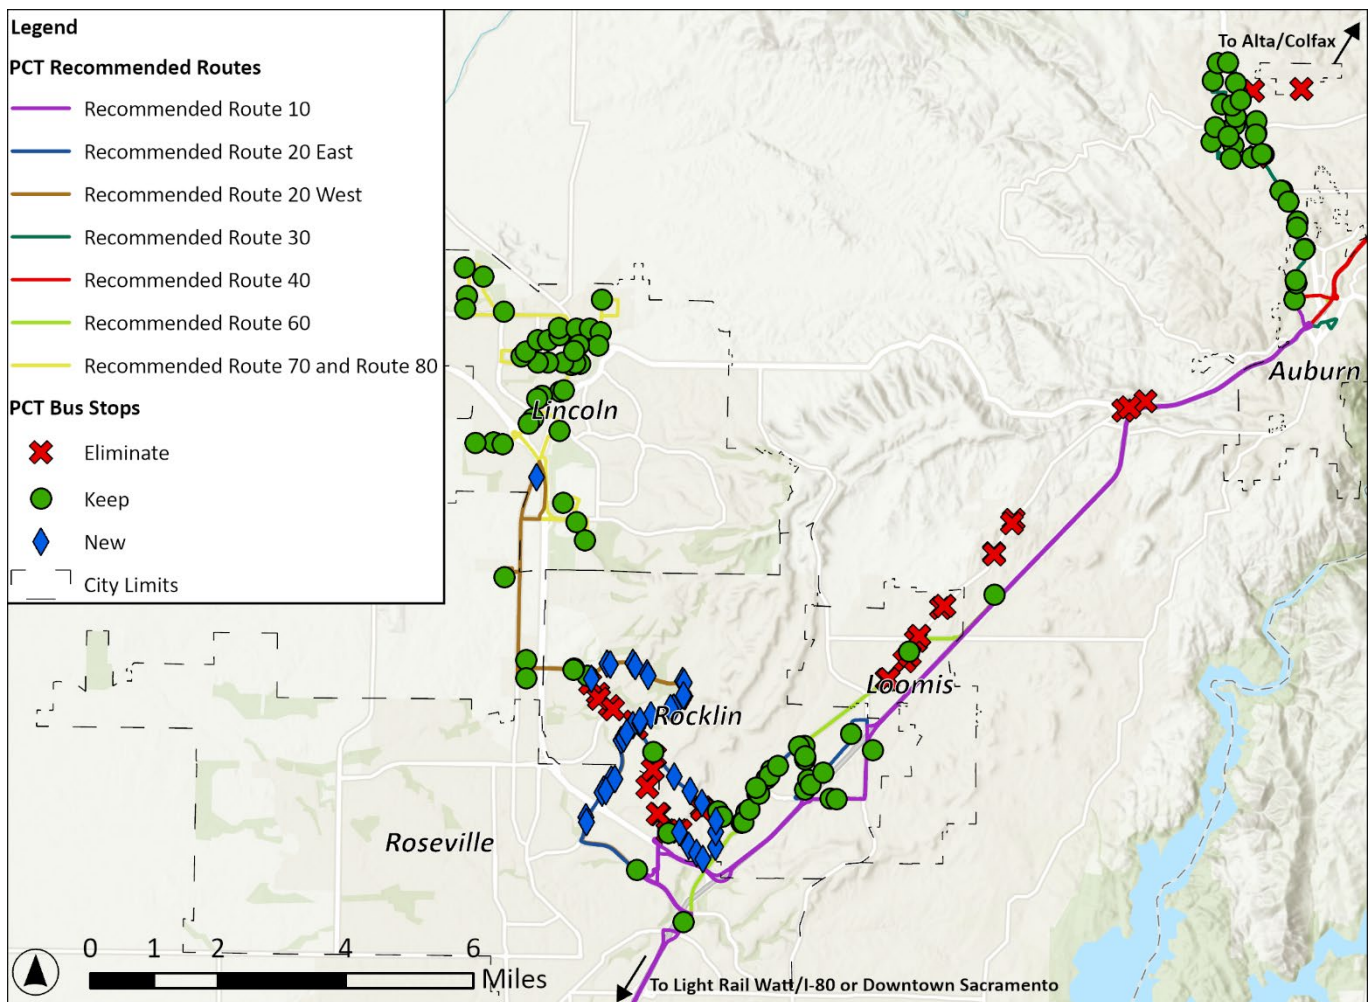 Legend
PCT Recommended Routes
Recommended Route 10
Recommended Route 20 East
Recommended Route 20 West
Recommended Route 30
Recommended Route 40
Recommended Route 60
Recommended Route 70 and Route 80
PCT Bus Stops
Eliminate
Keep
New
City Limits
To Alta/Colfax
Auburn
Lincoln
Loomis
Rocklin
Roseville
0 1 2 4 6
Miles
To Light Rail Watt/I-80 or Downtown Sacramento